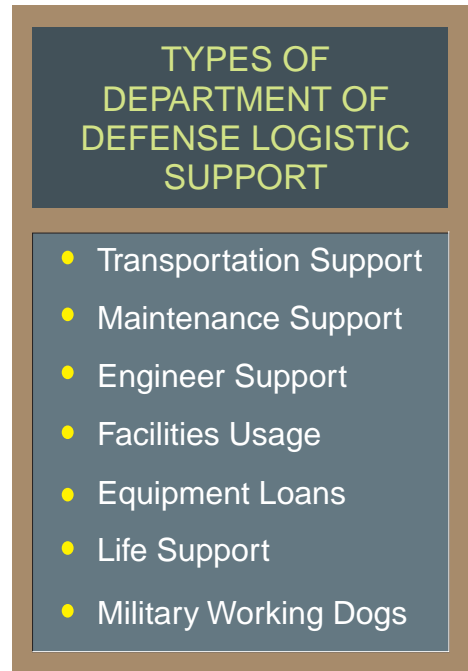 TYPES OF
DEPARTMENT OF
DEFENSE LOGISTIC
SUPPORT
• Transportation Support
• Maintenance Support
• Engineer Support
• Facilities Usage
• Equipment Loans
• Life Support
• Military Working Dogs